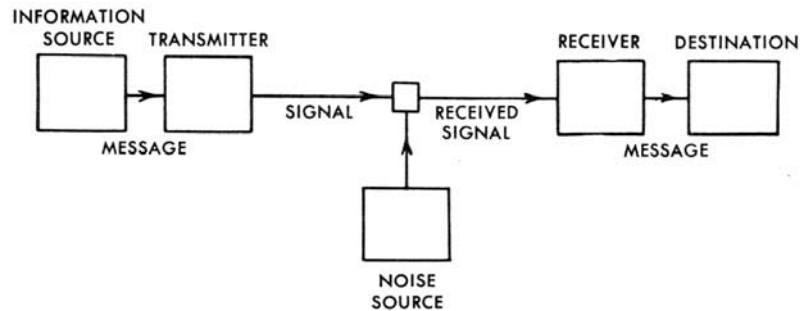 INFORMATION
SOURCE
TRANSMITTER
RECEIVER
DESTINATION
SIGNAL
RECEIVED
SIGNAL
MESSAGE
MESSAGE
NOISE
SOURCE